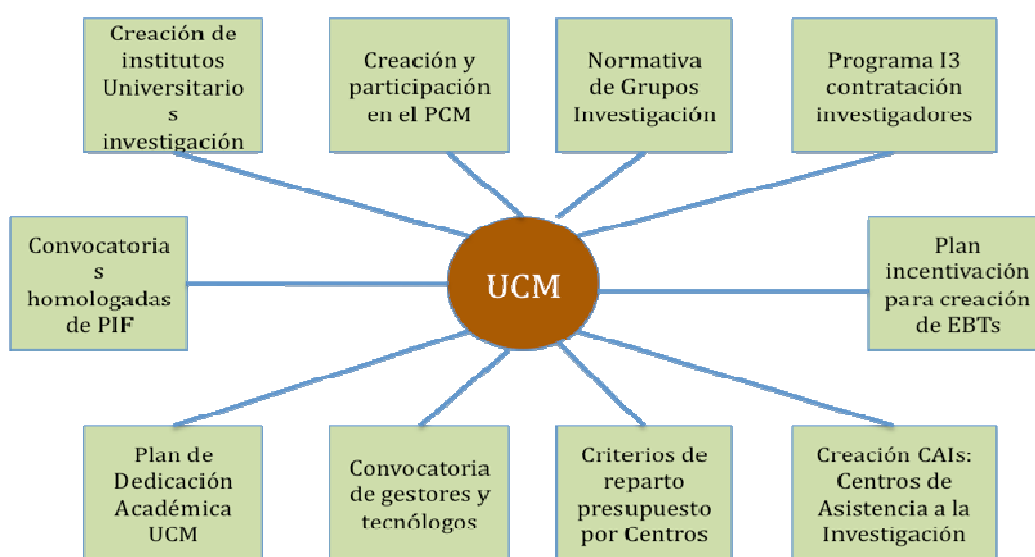 Creación de
institutos
Universitario
s
investigación
Creación y
participación
en el PCM
Normativa
de Grupos
Investigación
Programa I3
contratación
investigadores
Convocatoria
s
homologadas
de PIF
UCM
Plan
incentivación
para creación
de EBTs
Plan de
Dedicación
Académica
UCM
Convocatoria
de gestores y
tecnólogos
Criterios de
reparto
presupuesto
por Centros
Creación CAIs:
Centros de
Asistencia a la
Investigación